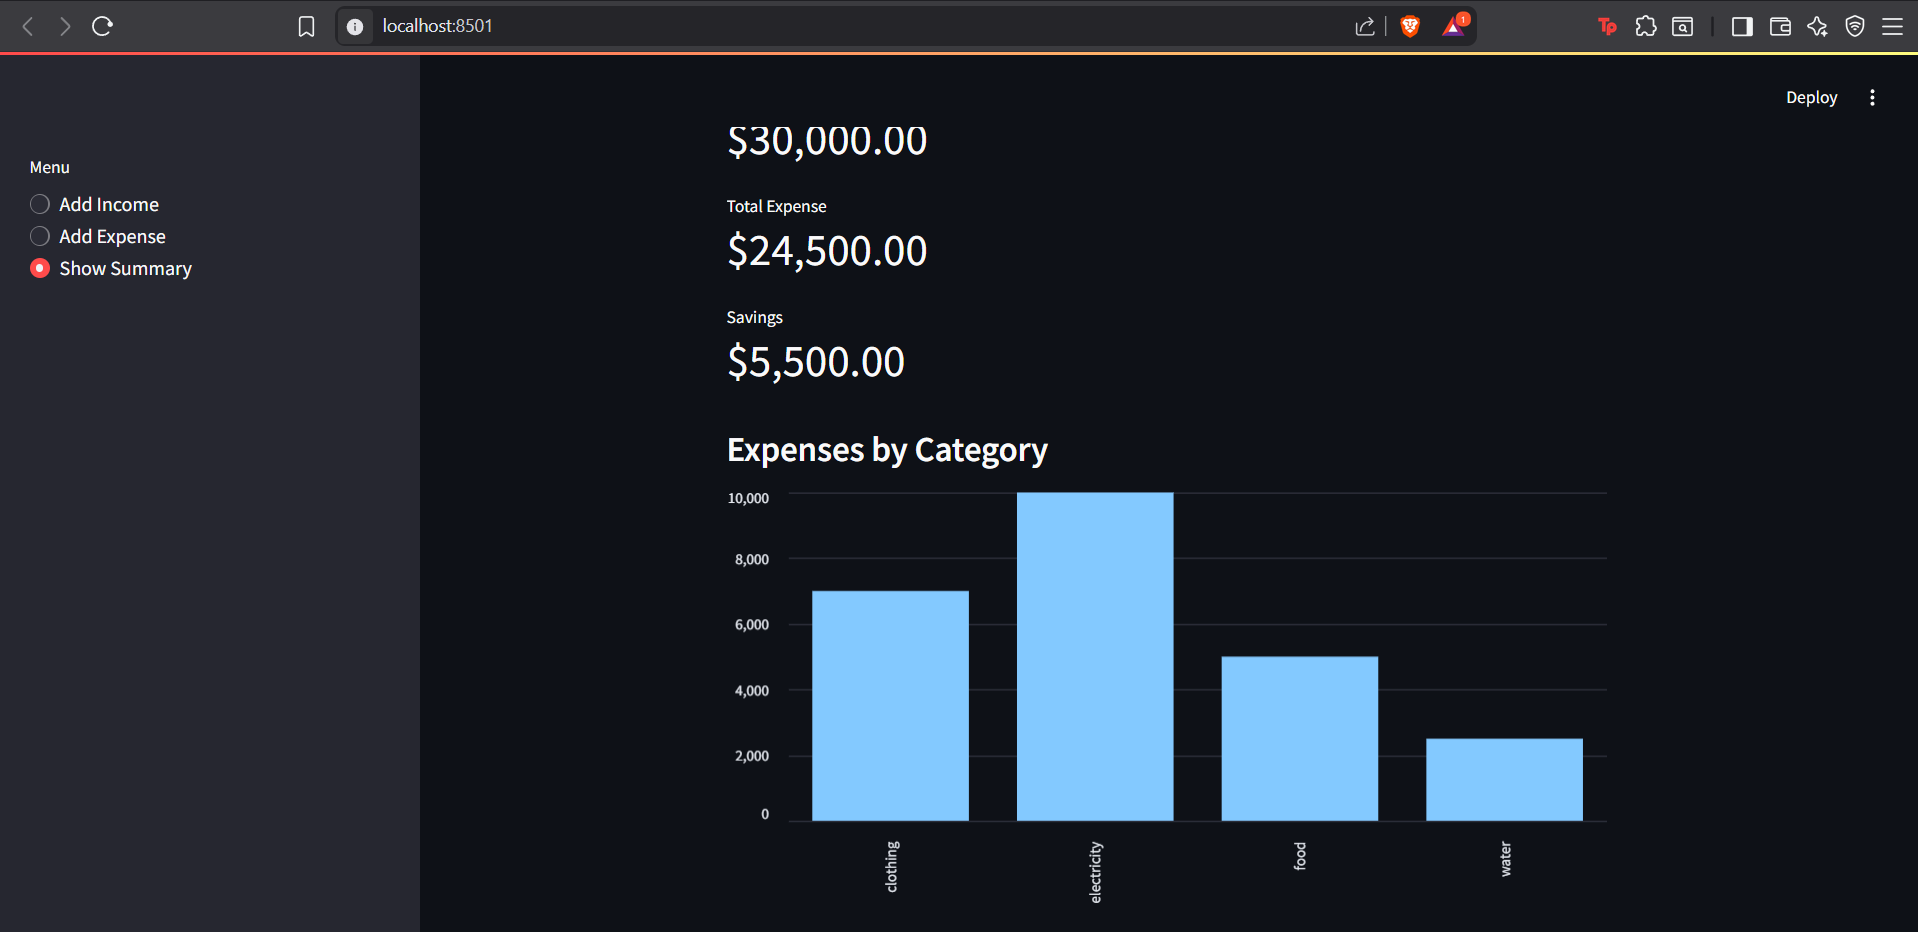 localhost:8501
1
Tp
Deploy
Menu
Add Income
Add Expense
Show Summary
$30,000.00
Total Expense
$24,500.00
Savings
$5,500.00
Expenses by Category
10,000
8,000
6,000
4,000
2,000
0
clothing
electricity
food
water